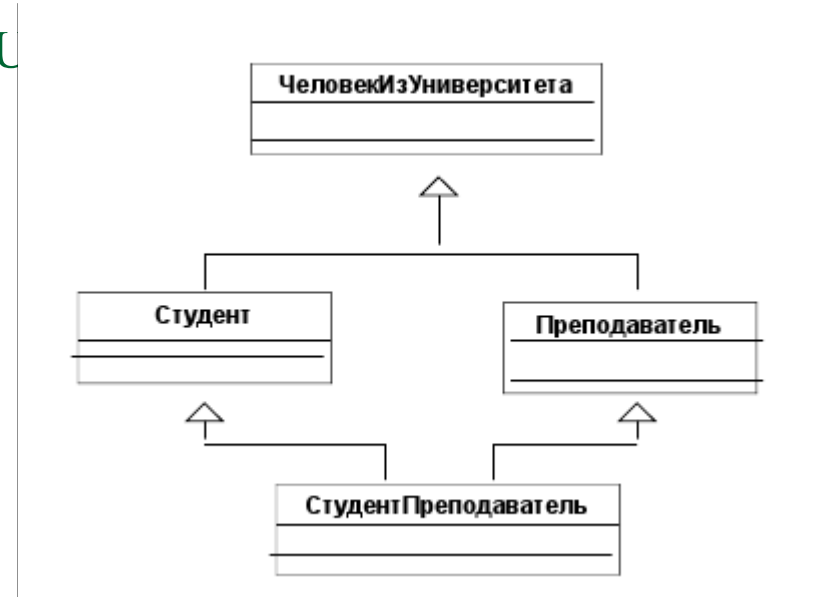 U
ЧеловекИзУниверситета
Студент
Преподаватель
СтудентПреподаватель